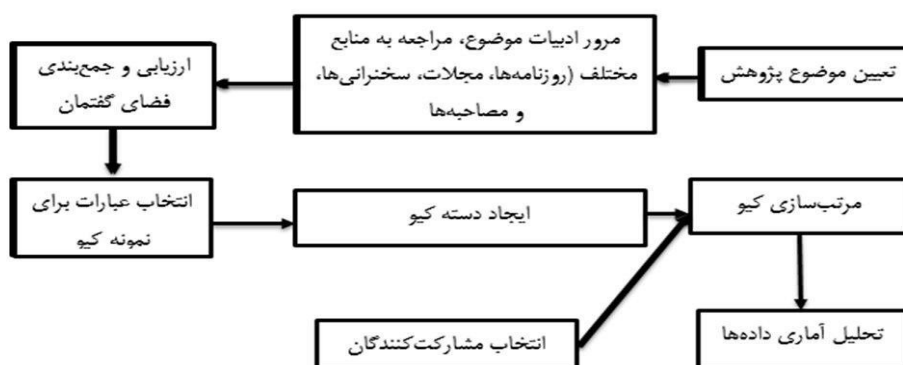 تعیین موضوع پژوهش
مرور ادبیات موضوع، مراجعه به منابع
مختلف (روزنامه‌ها، مجلات، سخنرانی‌ها،
و مصاحبه‌ها
ارزیابی و جمع‌بندی
فضای گفتمان
انتخاب عبارات برای
نمونه کیو
ایجاد دسته کیو
مرتب‌سازی کیو
انتخاب مشارکت‌کنندگان
تحلیل آماری داده‌ها